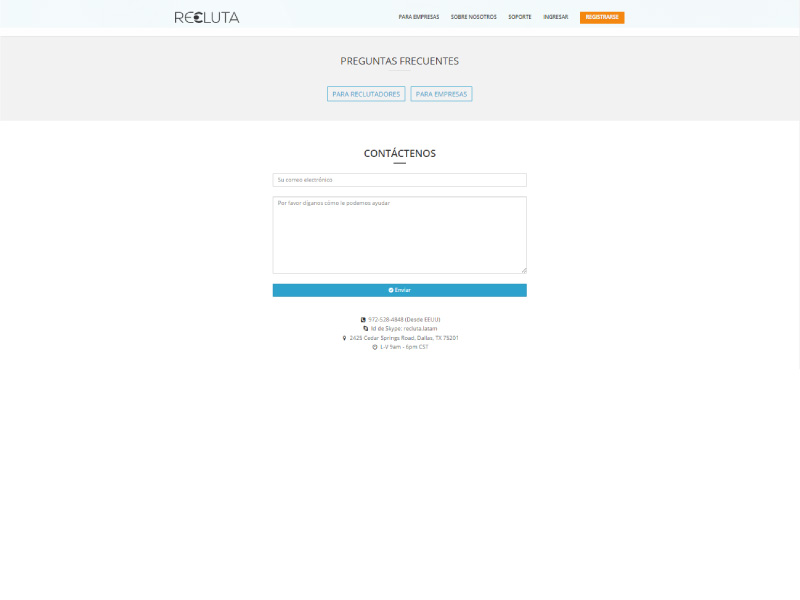 RECLUTA
PARA EMPRESAS SOBRE NOSOTROS SOPORTE INGRESAR REGISTRARSE
PREGUNTAS FRECUENTES
PARA RECLUTADORES PARA EMPRESAS
CONTÁCTENOS
Su correo electrónico
Por favor díganos cómo le podemos ayudar
Enviar
972-528-4848 (Desde EEUU)
Id de Skype: recluta.latam
2425 Cedar Springs Road, Dallas, TX 75201
L-V 9am - 6pm CST